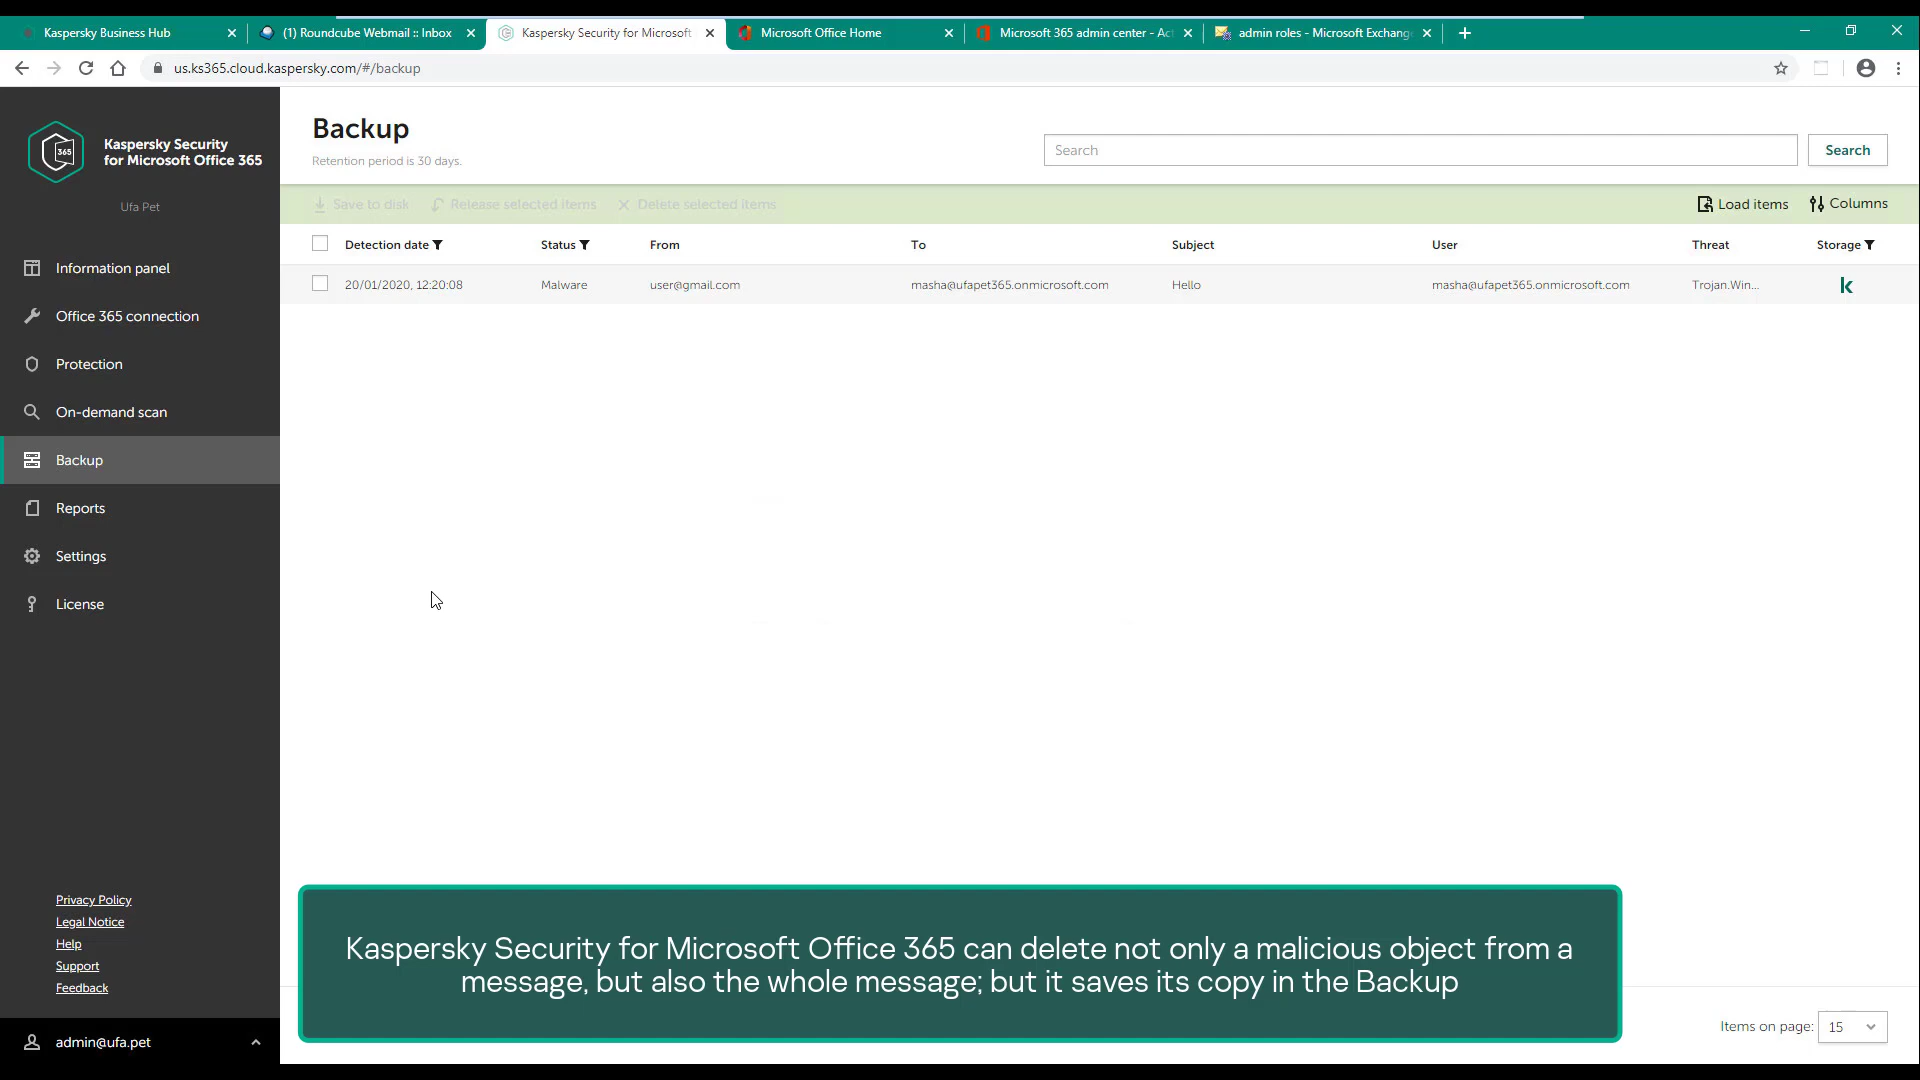 Kaspersky Business Hub
(1) Roundcube Webmail :: Inbox
Kaspersky Security for Microsoft
Microsoft Office Home
Microsoft 365 admin center - Ac
admin roles - Microsoft Exchang
us.ks365.cloud.kaspersky.com/#/backup
365
Kaspersky Security
for Microsoft Office 365
Ufa Pet
Information panel
Office 365 connection
Protection
On-demand scan
Backup
Reports
Settings
License
Privacy Policy
Legal Notice
Help
Support
Feedback
admin@ufa.pet
Backup
Retention period is 30 days.
Search
Search
Save to disk
Release selected items
Delete selected items
Load items
Columns
Detection date Status From To Subject User Threat Storage
20/01/2020, 12:20:08 Malware user@gmail.com masha@ufapet365.onmicrosoft.com Hello masha@ufapet365.onmicrosoft.com Trojan.Win...
Kaspersky Security for Microsoft Office 365 can delete not only a malicious object from a
message, but also the whole message; but it saves its copy in the Backup
Items on page: 15